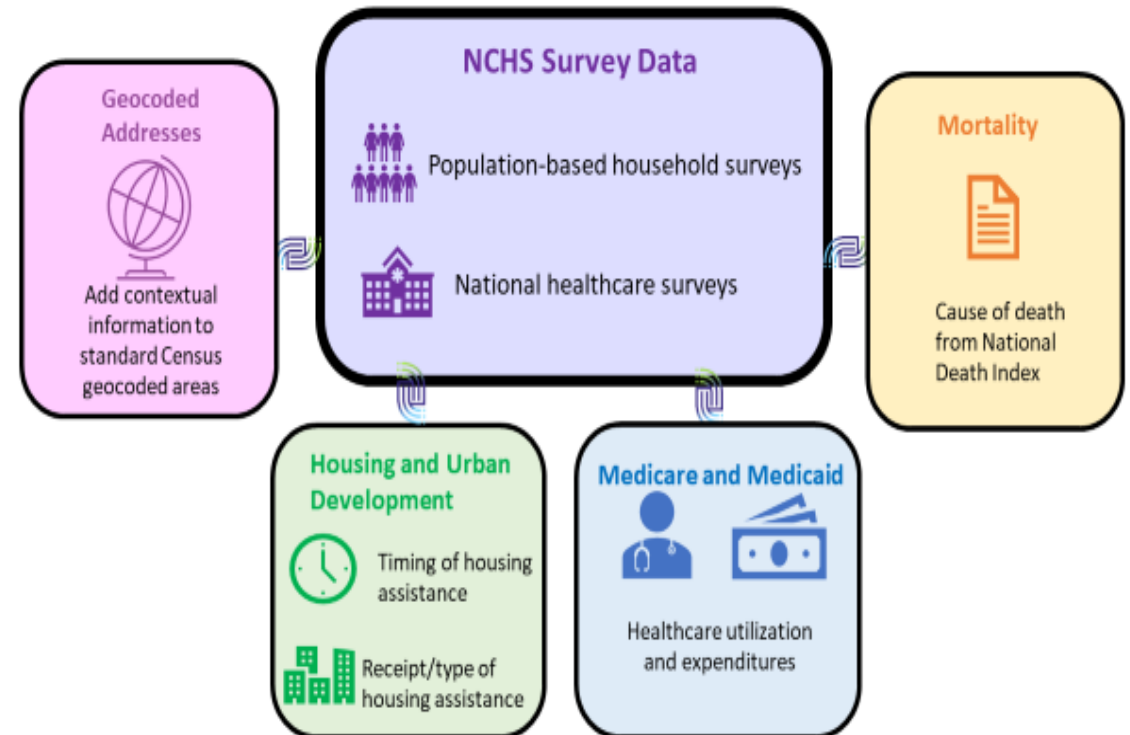 NCHS Survey Data
Population-based household surveys
National healthcare surveys
Geocoded
Addresses
Add contextual
information to
standard Census
geocoded areas
Mortality
Cause of death
from National
Death Index
Housing and Urban
Development
Timing of housing
assistance
Receipt/type of
housing assistance
Medicare and Medicaid
Healthcare utilization
and expenditures